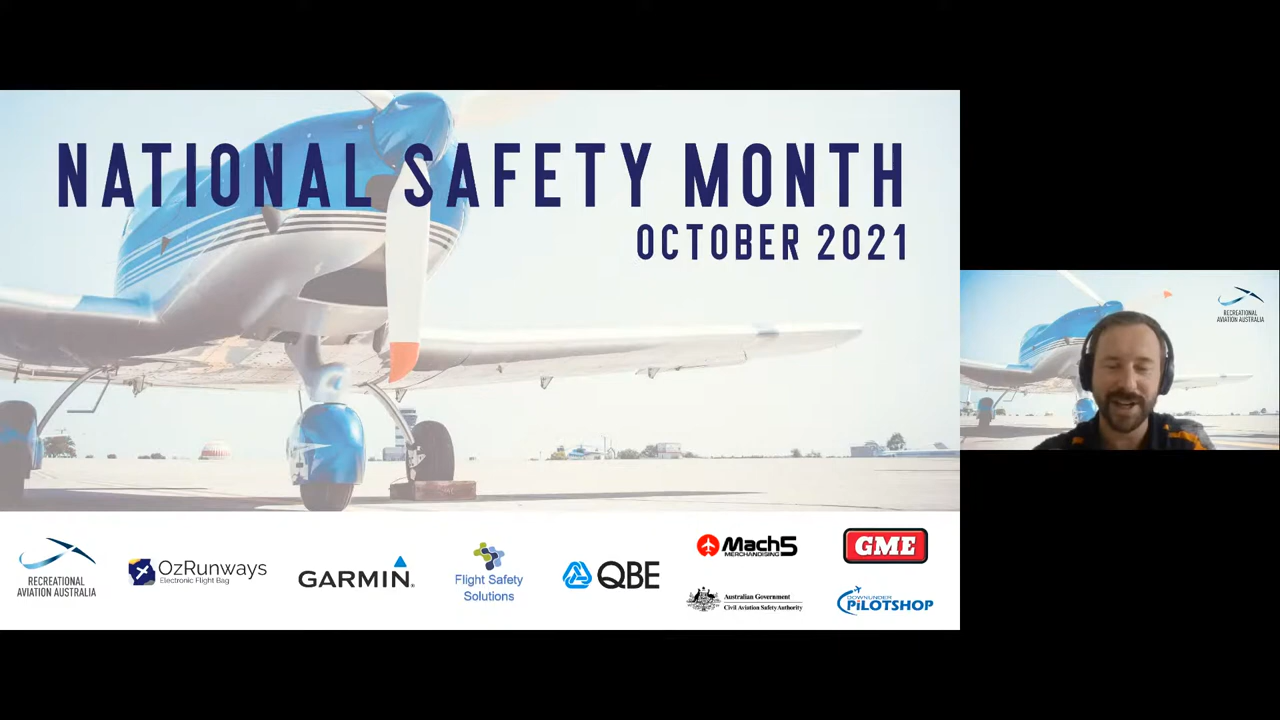 NATIONAL SAFETY MONTH
OCTOBER 2021
RECREATIONAL
AVIATION AUSTRALIA
OzRunways
Electronic Flight Bag
GARMIN
Flight Safety
Solutions
QBE
Mach5
MERCHANDISING
Australian Government
Civil Aviation Safety Authority
GME
DOWNUNDER
PiLOTSHOP
RECREATIONAL
AVIATION AUSTRALIA